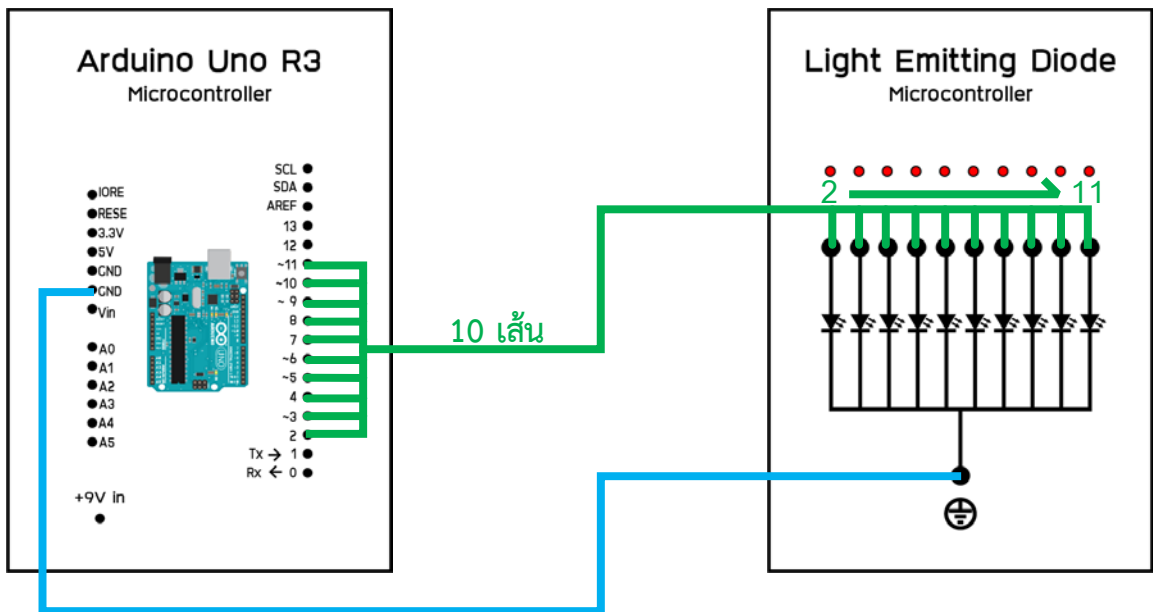 Arduino Uno R3
Microcontroller
SCL
SDA
AREF
13
12
~11
~10
~ 9
8
7
~6
~5
4
~3
2
Tx → 1
Rx ← 0
IORE
RESE
3.3V
5V
GND
GND
Vin
A0
A1
A2
A3
A4
A5
+9V in
10 เส้น
Light Emitting Diode
Microcontroller
2 11